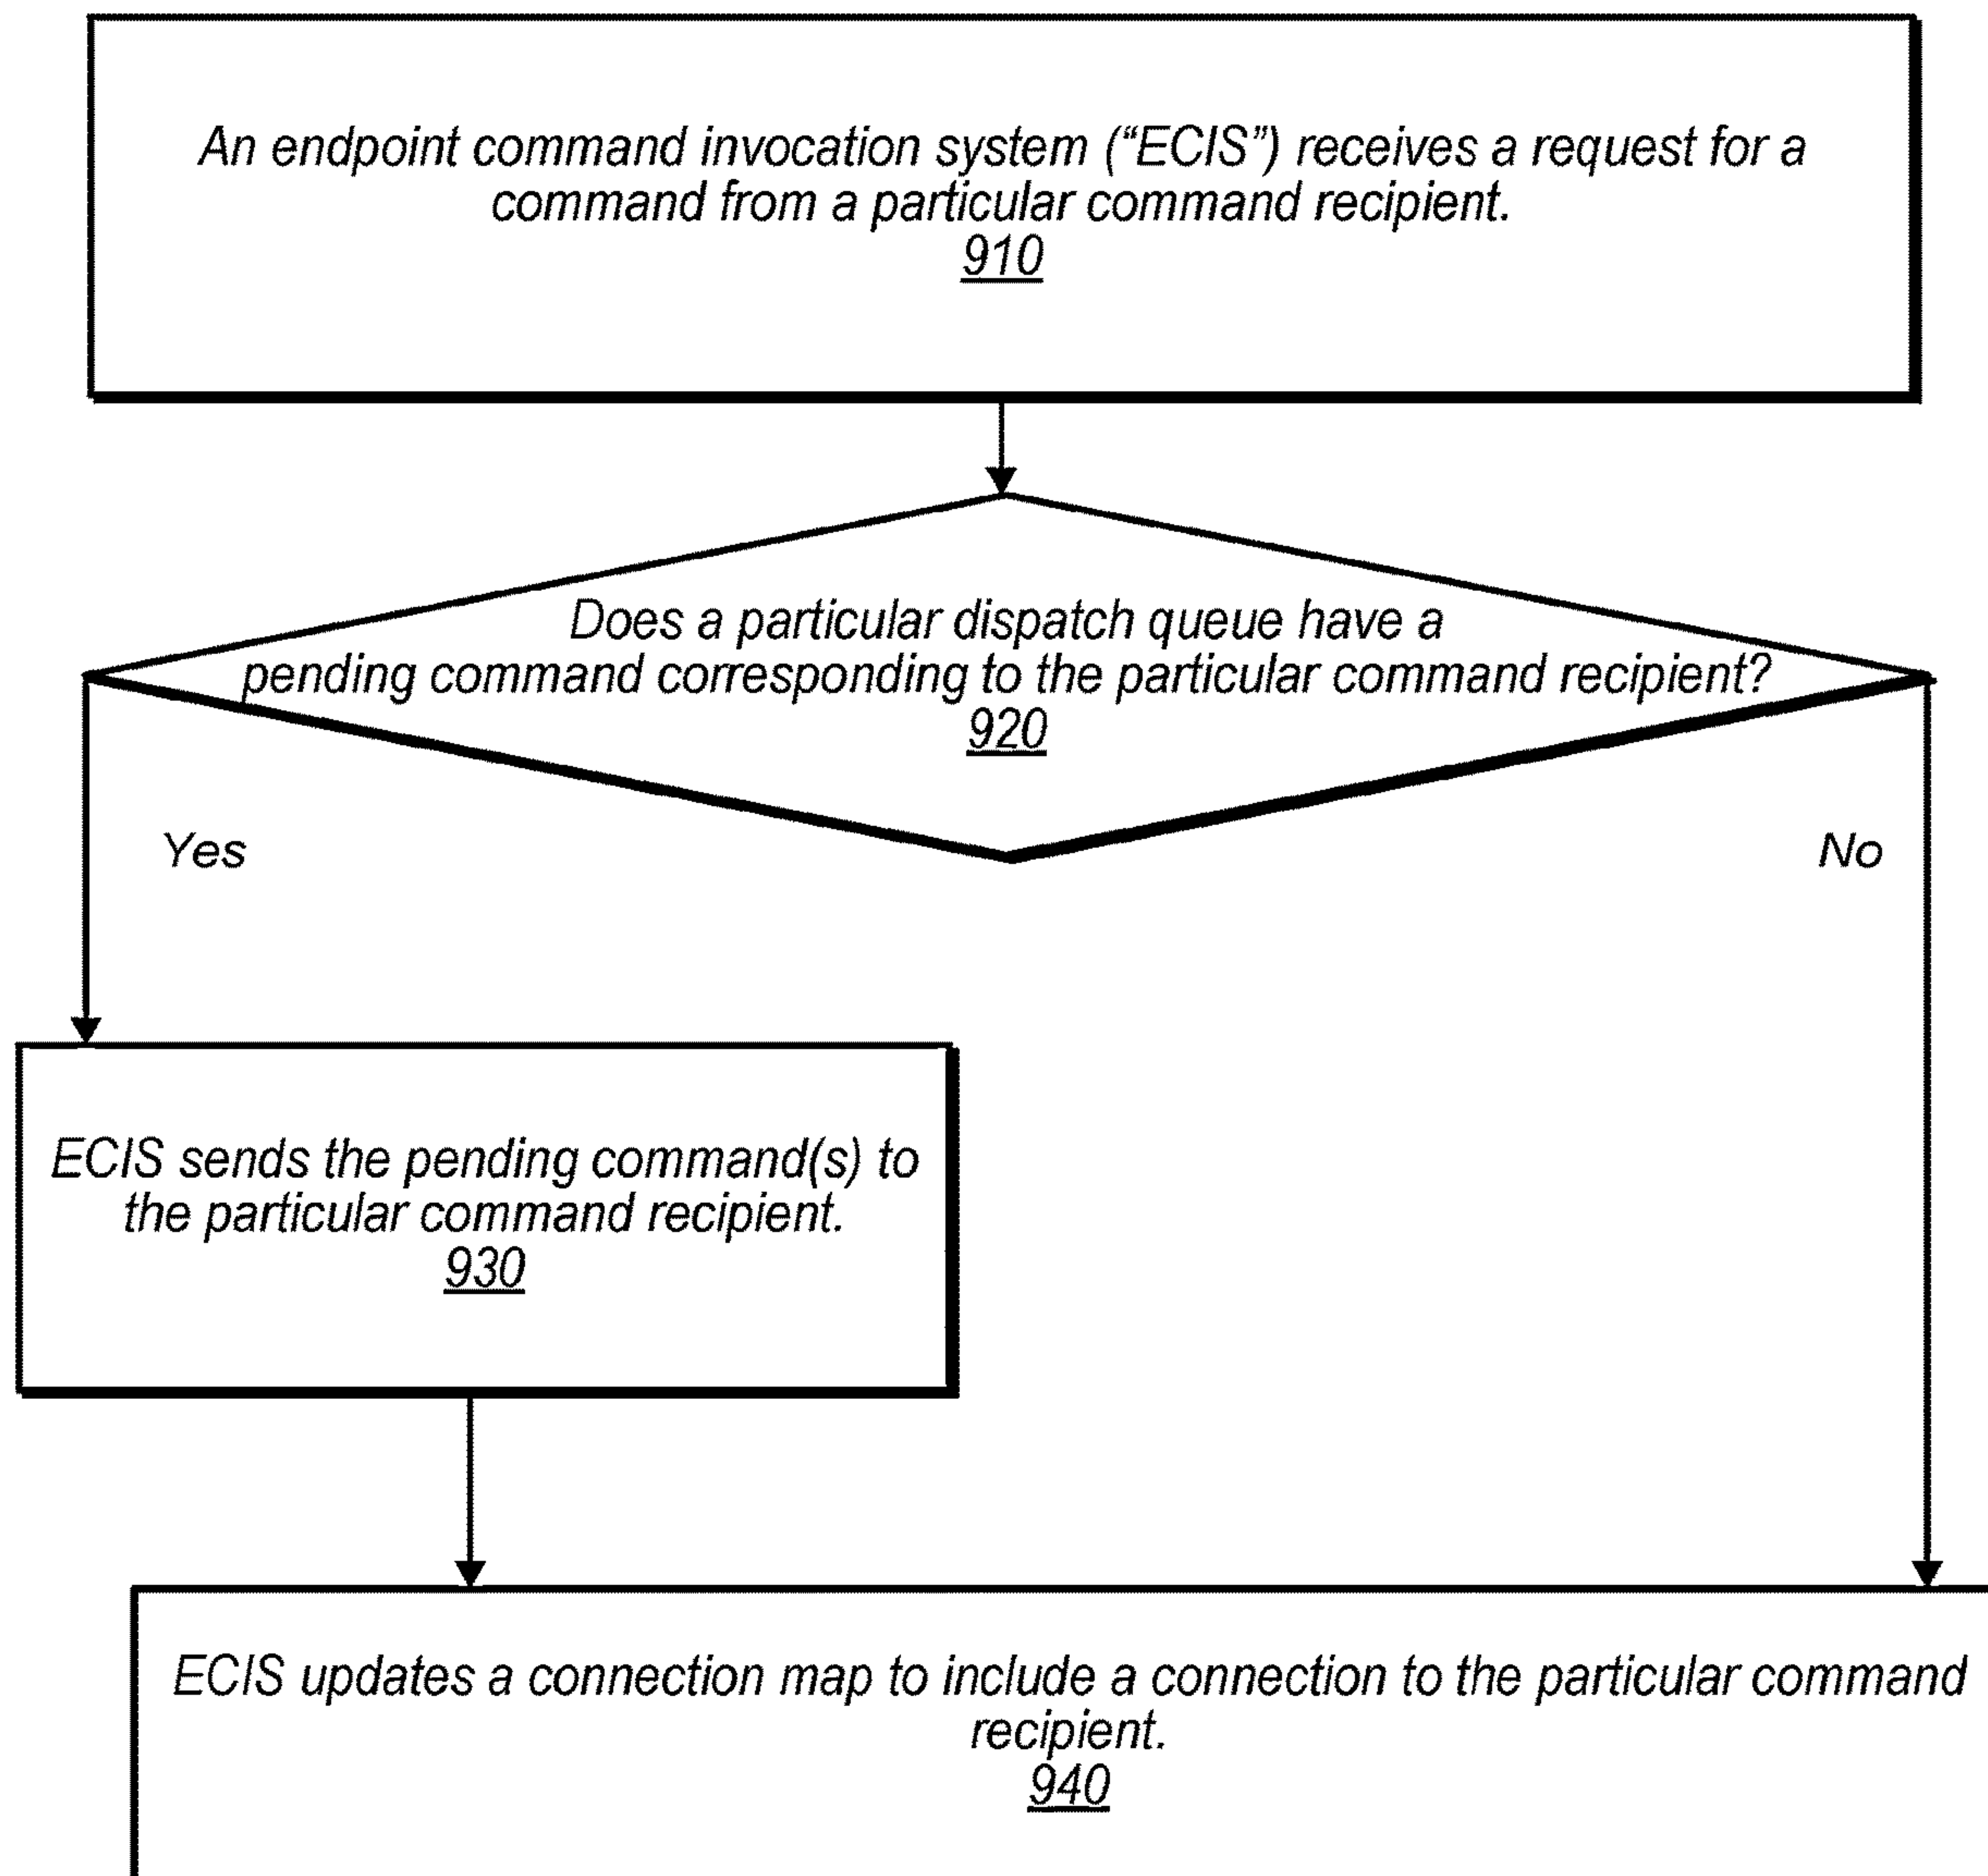 An endpoint command invocation system (“ECIS”) receives a request for a
command from a particular command recipient.
910
Does a particular dispatch queue have a
pending command corresponding to the particular command recipient?
920
Yes
No
ECIS sends the pending command(s) to
the particular command recipient.
930
ECIS updates a connection map to include a connection to the particular command
recipient.
940